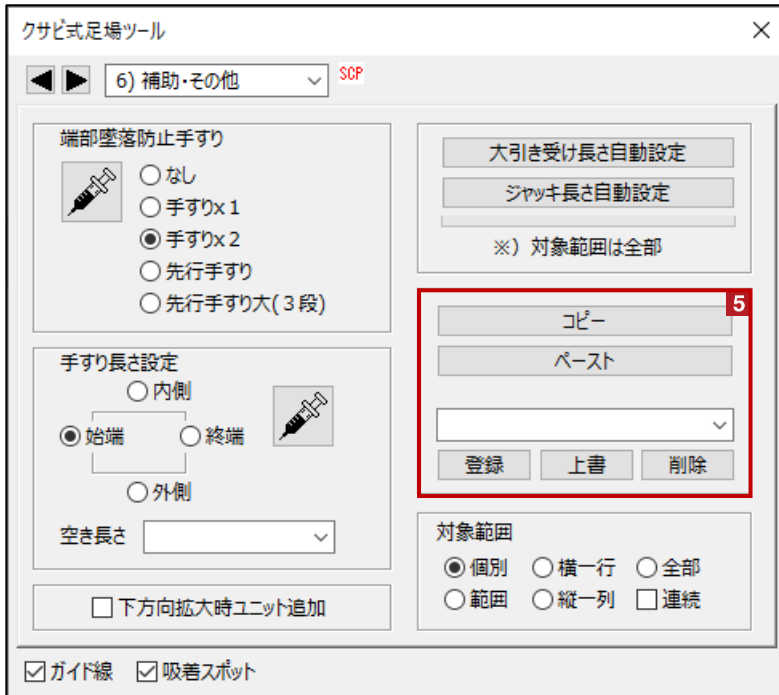 クサビ式足場ツール
6) 補助・その他
SCP
端部墜落防止手すり
なし
手すりx 1
手すりx 2
先行手すり
先行手すり大(３段)
大引き受け長さ自動設定
ジャッキ長さ自動設定
※）対象範囲は全部
5
コピー
ペースト
登録 上書 削除
手すり長さ設定
内側
始端 終端
外側
空き長さ
下方向拡大時ユニット追加
対象範囲
個別 横一行 全部
範囲 縦一列 連続
ガイド線 吸着スポット